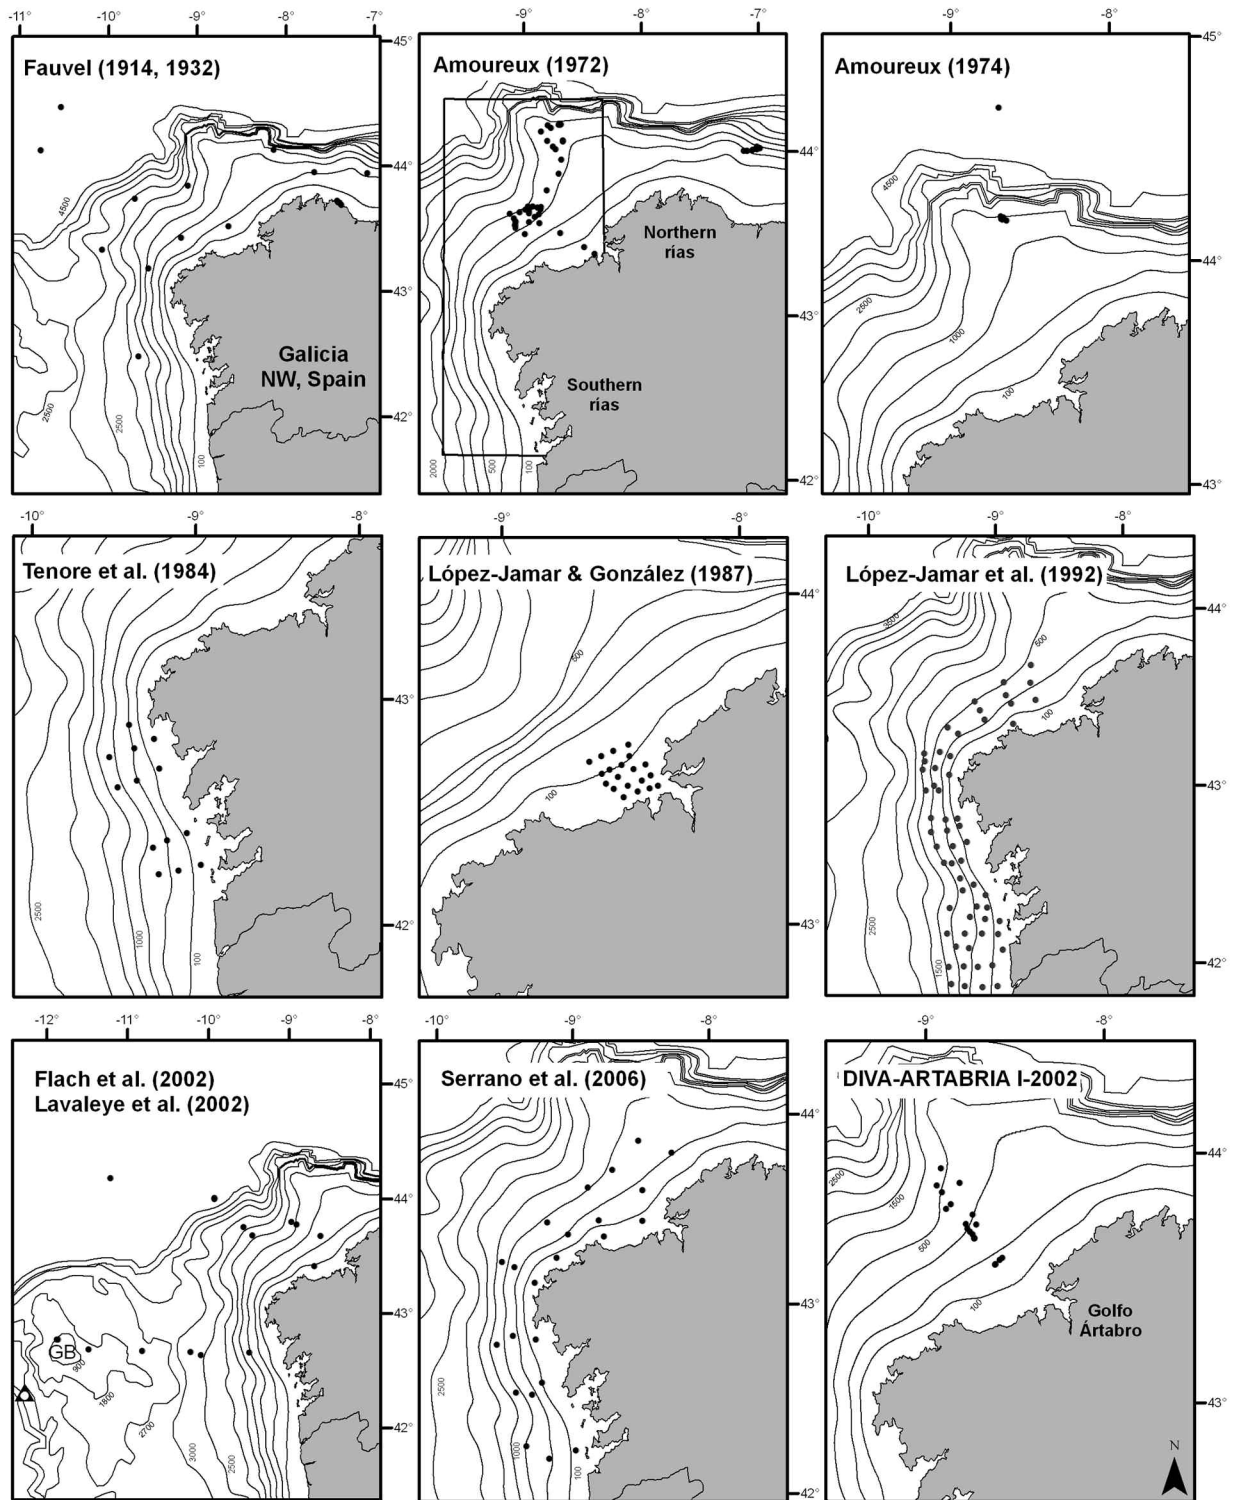 -11° -10° -9° -8° -7°
Fauvel (1914, 1932)
45°
44°
43°
42°
4500
2500
2500
100
Galicia
NW, Spain
-9° -8° -7°
Amoureux (1972)
44°
43°
42°
Northern
rías
Southern
rías
2000
500
100
-9° -8°
Amoureux (1974)
45°
44°
43°
4500
2500
1000
100
-10° -9° -8°
Tenore et al. (1984)
43°
42°
2500
1000
100
-9° -8°
López-Jamar & González (1987)
44°
43°
500
100
-10° -9° -8°
López-Jamar et al. (1992)
44°
43°
42°
3500
500
100
2500
1500
-12° -11° -10° -9° -8°
Flach et al. (2002)
Lavaleye et al. (2002)
45°
44°
43°
42°
GB
900
1800
2700
3000
2500
-10° -9° -8°
Serrano et al. (2006)
44°
43°
42°
2500
1000
100
-9° -8°
DIVA-ARTABRIA I-2002
44°
43°
2500
1500
500
100
Golfo
Ártabro
N